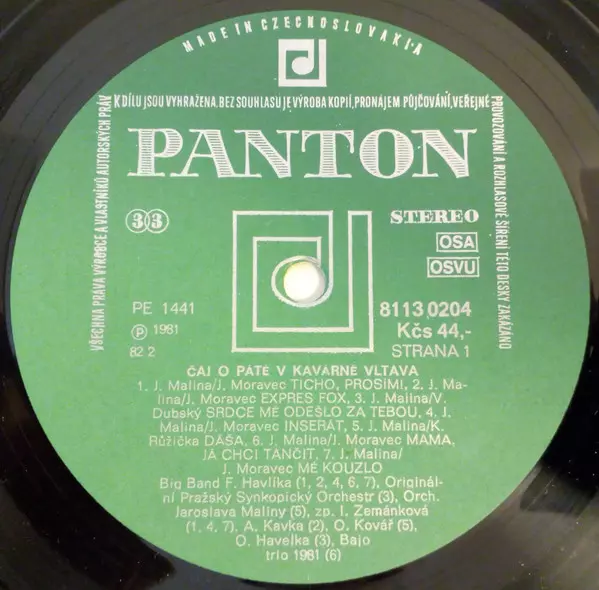 MADE IN CZECHOSLOVAKIA
VŠECHNA PRÁVA VÝROBCE A VLASTNÍKŮ AUTORSKÝCH PRÁV
K DÍLU JSOU VYHRAŽENA. BEZ SOUHLASU JE VÝROBA KOPIÍ, PRONÁJEM PŮJČOVÁNÍ, VEŘEJNÉ
PROVOZOVÁNÍ A ROZHLASOVÉ ŠÍŘENÍ TÉTO DESKY ZAKÁZÁNO
PANTON
33
STEREO
OSA
OSVU
PE 1441
8113 0204
Ⓟ 1981
Kčs 44,-
82 2
STRANA 1
ČAJ O PÁTÉ V KAVÁRNĚ VLTAVA
1. J. Malina/J. Moravec TICHO, PROSÍM!, 2. J. Ma-
lina/J. Moravec EXPRES FOX, 3. J. Malina/V.
Dubský SRDCE MÉ ODEŠLO ZA TEBOU, 4. J.
Malina/J. Moravec INSERÁT, 5. J. Malina/K.
Růžička DÁŠA, 6. J. Malina/J. Moravec MAMA,
JÁ CHCI TANČIT, 7. J. Malina/
J. Moravec MÉ KOUZLO
Big Band F. Havlíka (1, 2, 4, 6, 7), Originál-
ní Pražský Synkopický Orchestr (3), Orch.
Jaroslava Maliny (5), zp. I. Zemánková
(1, 4, 7), A. Kavka (2), O. Kovář (5),
O. Havelka (3), Bajo
trio 1981 (6)